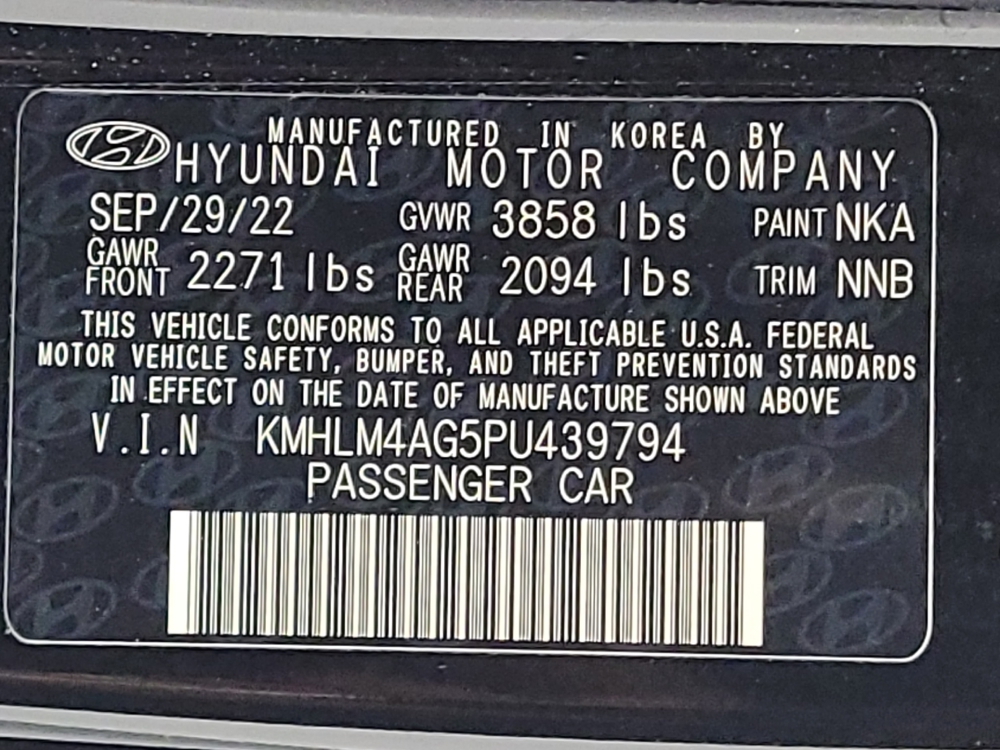 MANUFACTURED IN KOREA BY
HYUNDAI MOTOR COMPANY
SEP/29/22 GVWR 3858 lbs PAINT NKA
GAWR FRONT 2271 lbs GAWR REAR 2094 lbs TRIM NNB
THIS VEHICLE CONFORMS TO ALL APPLICABLE U.S.A. FEDERAL
MOTOR VEHICLE SAFETY, BUMPER, AND THEFT PREVENTION STANDARDS
IN EFFECT ON THE DATE OF MANUFACTURE SHOWN ABOVE
V.I.N KMHLM4AG5PU439794
PASSENGER CAR